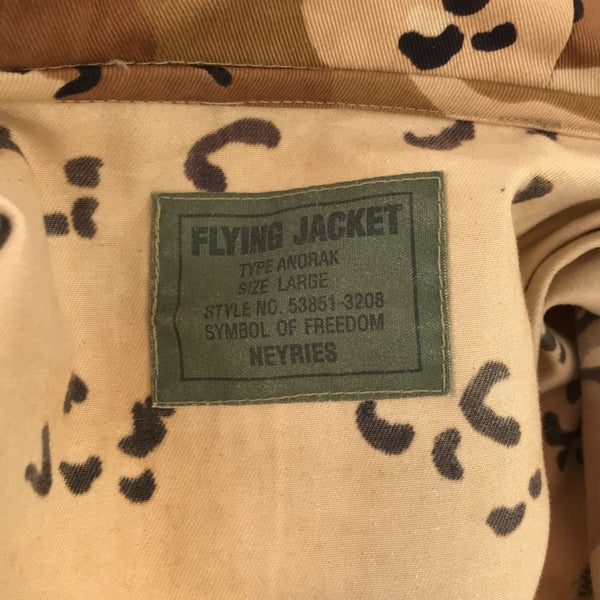 FLYING JACKET
TYPE ANORAK
SIZE LARGE
STYLE NO. 53851-3208
SYMBOL OF FREEDOM
NEYRIES